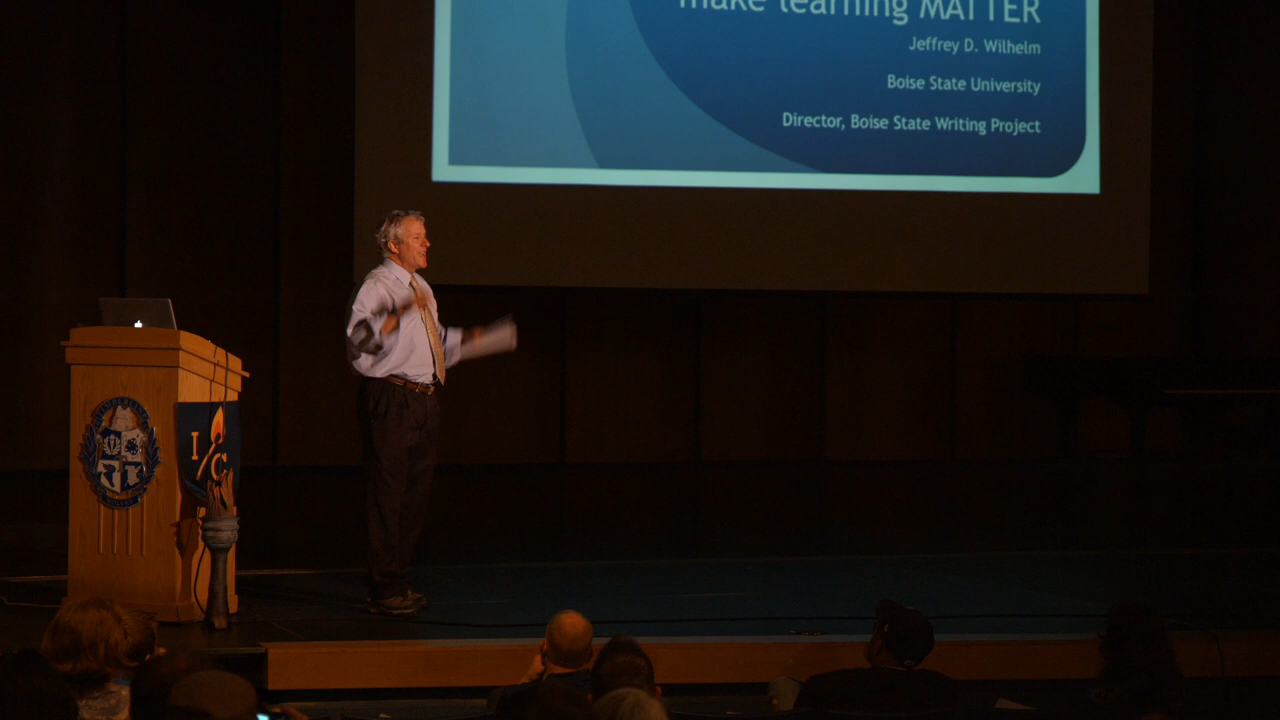 make learning MATTER
Jeffrey D. Wilhelm
Boise State University
Director, Boise State Writing Project
I
C